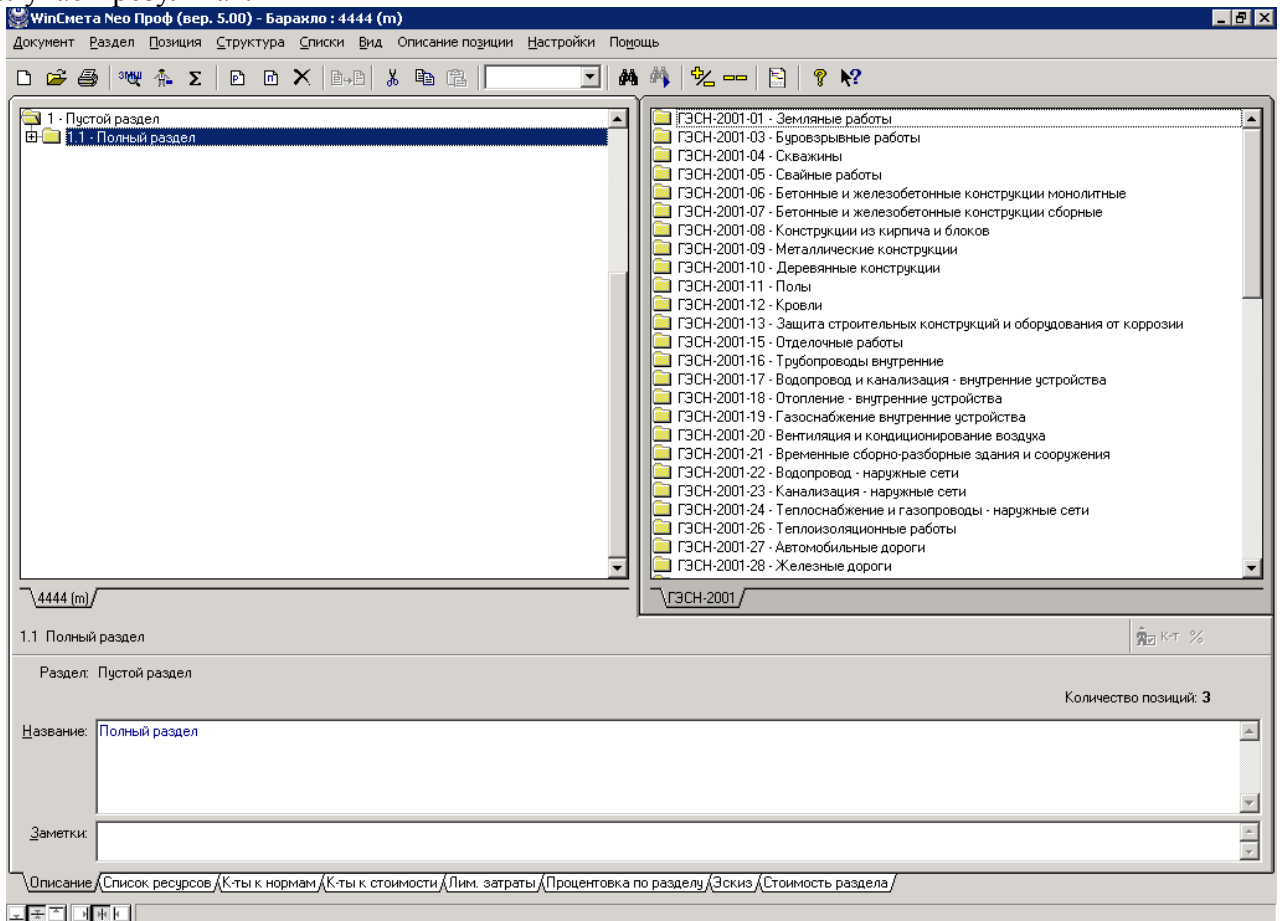 WinСмета Neo Проф (вер. 5.00) - Барахло : 4444 (m)
Документ Раздел Позиция Структура Списки Вид Описание позиции Настройки Помощь
1 - Пустой раздел
1.1 - Полный раздел
4444 (m)
ГЭСН-2001-01 - Земляные работы
ГЭСН-2001-03 - Буровзрывные работы
ГЭСН-2001-04 - Скважины
ГЭСН-2001-05 - Свайные работы
ГЭСН-2001-06 - Бетонные и железобетонные конструкции монолитные
ГЭСН-2001-07 - Бетонные и железобетонные конструкции сборные
ГЭСН-2001-08 - Конструкции из кирпича и блоков
ГЭСН-2001-09 - Металлические конструкции
ГЭСН-2001-10 - Деревянные конструкции
ГЭСН-2001-11 - Полы
ГЭСН-2001-12 - Кровли
ГЭСН-2001-13 - Защита строительных конструкций и оборудования от коррозии
ГЭСН-2001-15 - Отделочные работы
ГЭСН-2001-16 - Трубопроводы внутренние
ГЭСН-2001-17 - Водопровод и канализация - внутренние устройства
ГЭСН-2001-18 - Отопление - внутренние устройства
ГЭСН-2001-19 - Газоснабжение внутренние устройства
ГЭСН-2001-20 - Вентиляция и кондиционирование воздуха
ГЭСН-2001-21 - Временные сборно-разборные здания и сооружения
ГЭСН-2001-22 - Водопровод - наружные сети
ГЭСН-2001-23 - Канализация - наружные сети
ГЭСН-2001-24 - Теплоснабжение и газопроводы - наружные сети
ГЭСН-2001-26 - Теплоизоляционные работы
ГЭСН-2001-27 - Автомобильные дороги
ГЭСН-2001-28 - Железные дороги
ГЭСН-2001
1.1 Полный раздел
К-т %
Раздел: Пустой раздел
Количество позиций: 3
Название: Полный раздел
Заметки:
Описание Список ресурсов К-ты к нормам К-ты к стоимости Лим. затраты Процентовка по разделу Эскиз Стоимость раздела